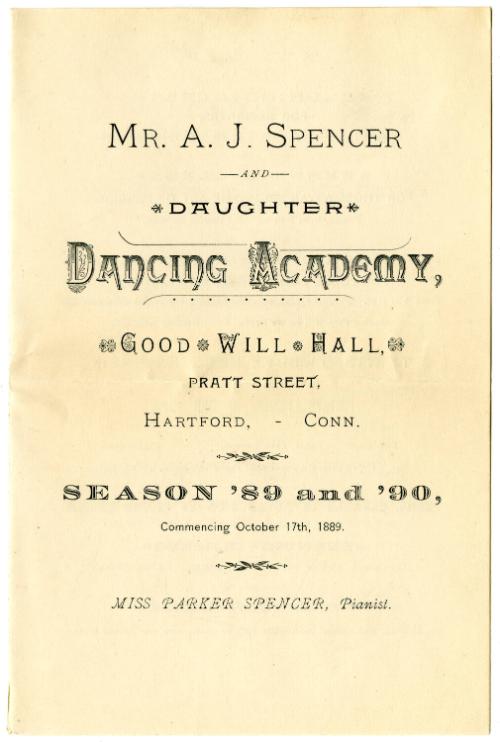 MR. A. J. SPENCER
—AND—
DAUGHTER
DANCING ACADEMY,
GOOD WILL HALL,
PRATT STREET,
HARTFORD, - CONN.
SEASON '89 and '90,
Commencing October 17th, 1889.
MISS PARKER SPENCER, Pianist.